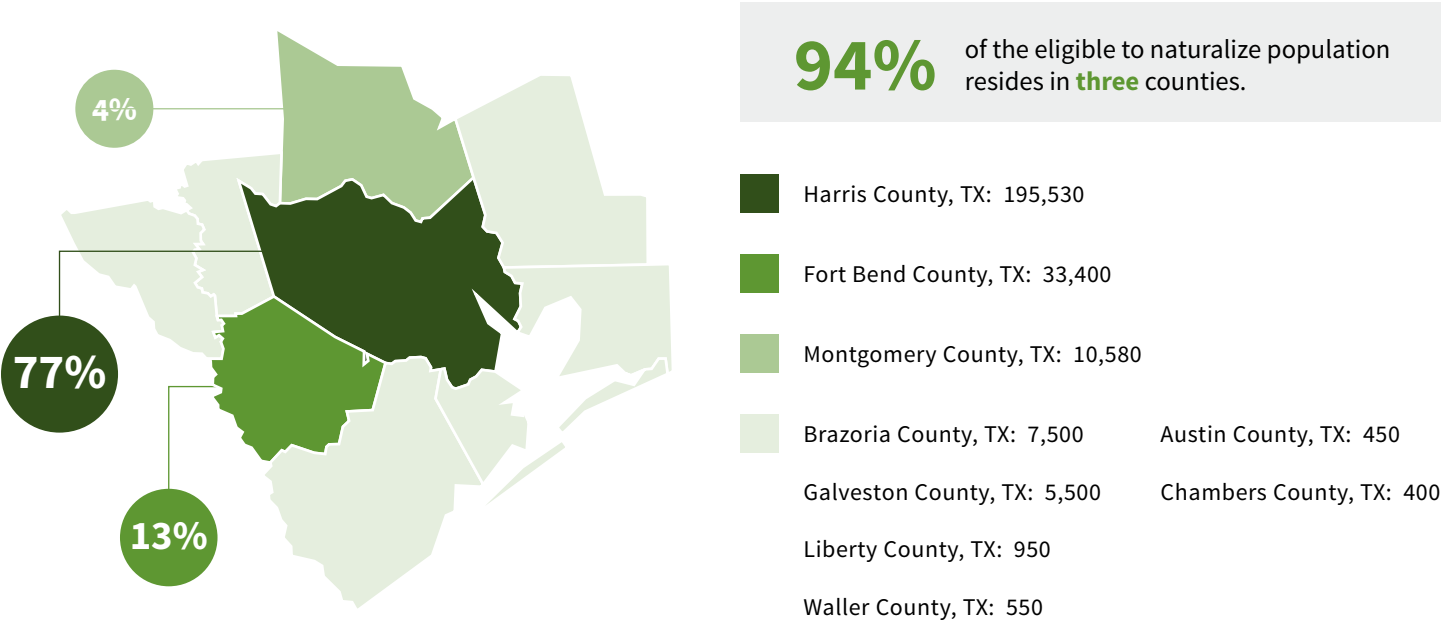 4%
77%
13%
94%
of the eligible to naturalize population
resides in three counties.
Harris County, TX: 195,530
Fort Bend County, TX: 33,400
Montgomery County, TX: 10,580
Brazoria County, TX: 7,500
Galveston County, TX: 5,500
Liberty County, TX: 950
Waller County, TX: 550
Austin County, TX: 450
Chambers County, TX: 400